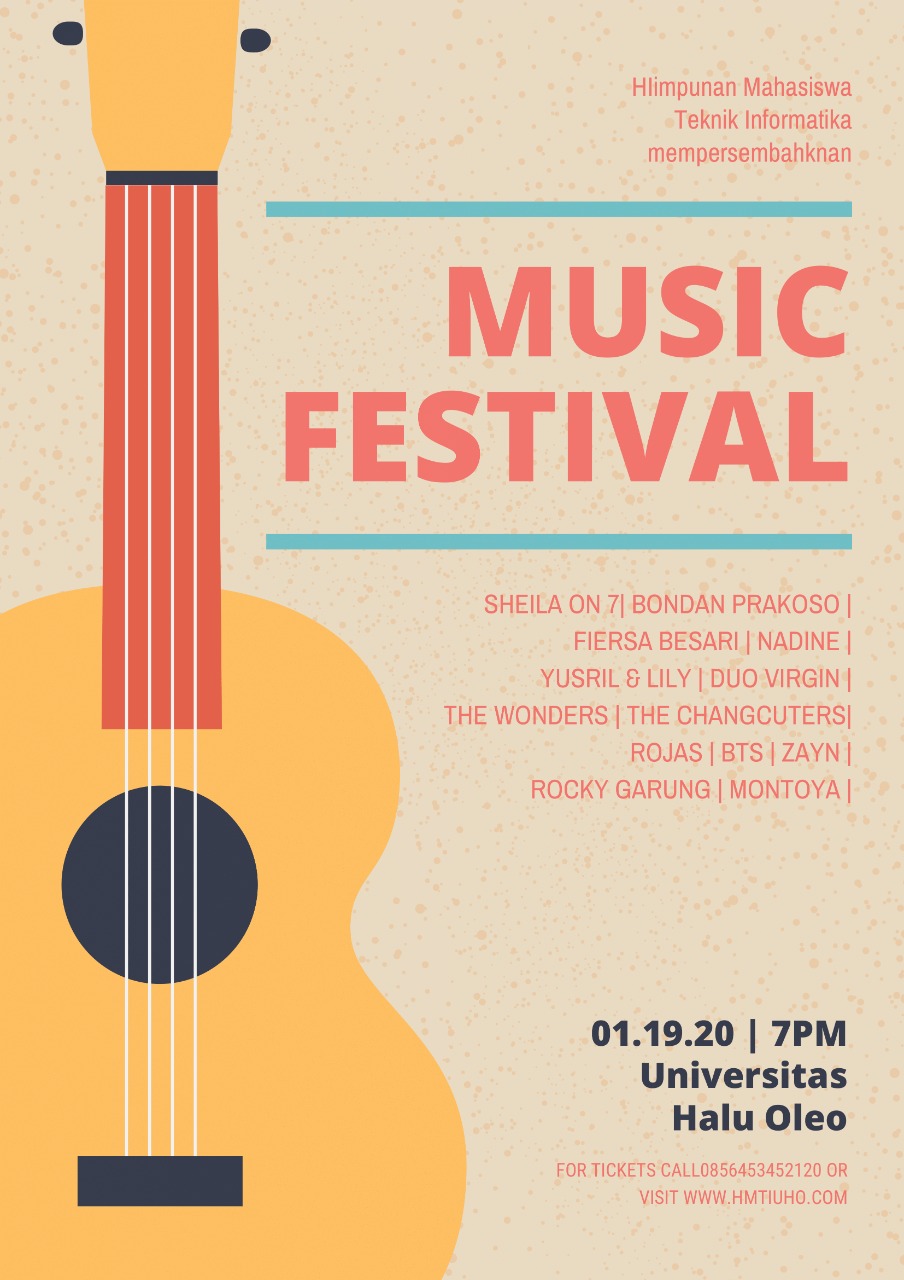 HIimpunan Mahasiswa
Teknik Informatika
mempersembahknan
MUSIC
FESTIVAL
SHEILA ON 7| BONDAN PRAKOSO |
FIERSA BESARI | NADINE |
YUSRIL & LILY | DUO VIRGIN |
THE WONDERS | THE CHANGCUTERS|
ROJAS | BTS | ZAYN |
ROCKY GARUNG | MONTOYA |
01.19.20 | 7PM
Universitas
Halu Oleo
FOR TICKETS CALL0856453452120 OR
VISIT WWW.HMTIUHO.COM